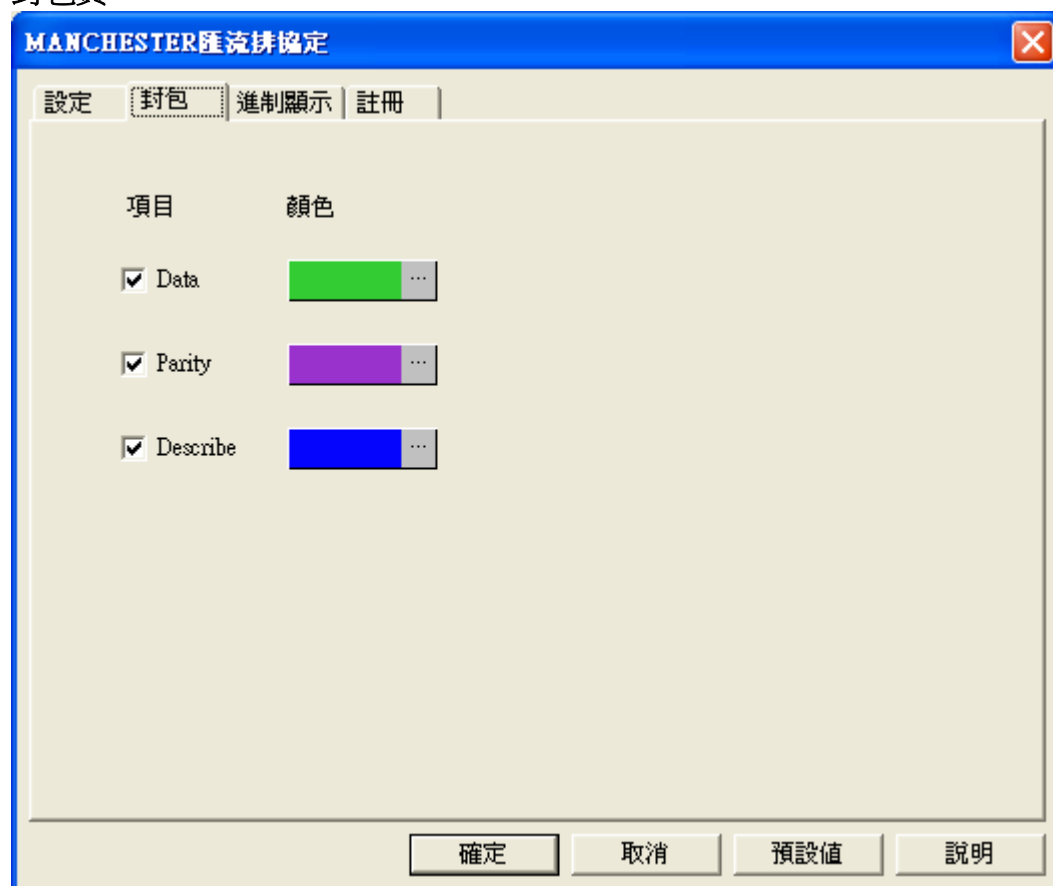 MANCHESTER匯流排協定
設定 封包 進制顯示 註冊
項目 顏色
Data ...
Parity ...
Describe ...
確定 取消 預設值 說明